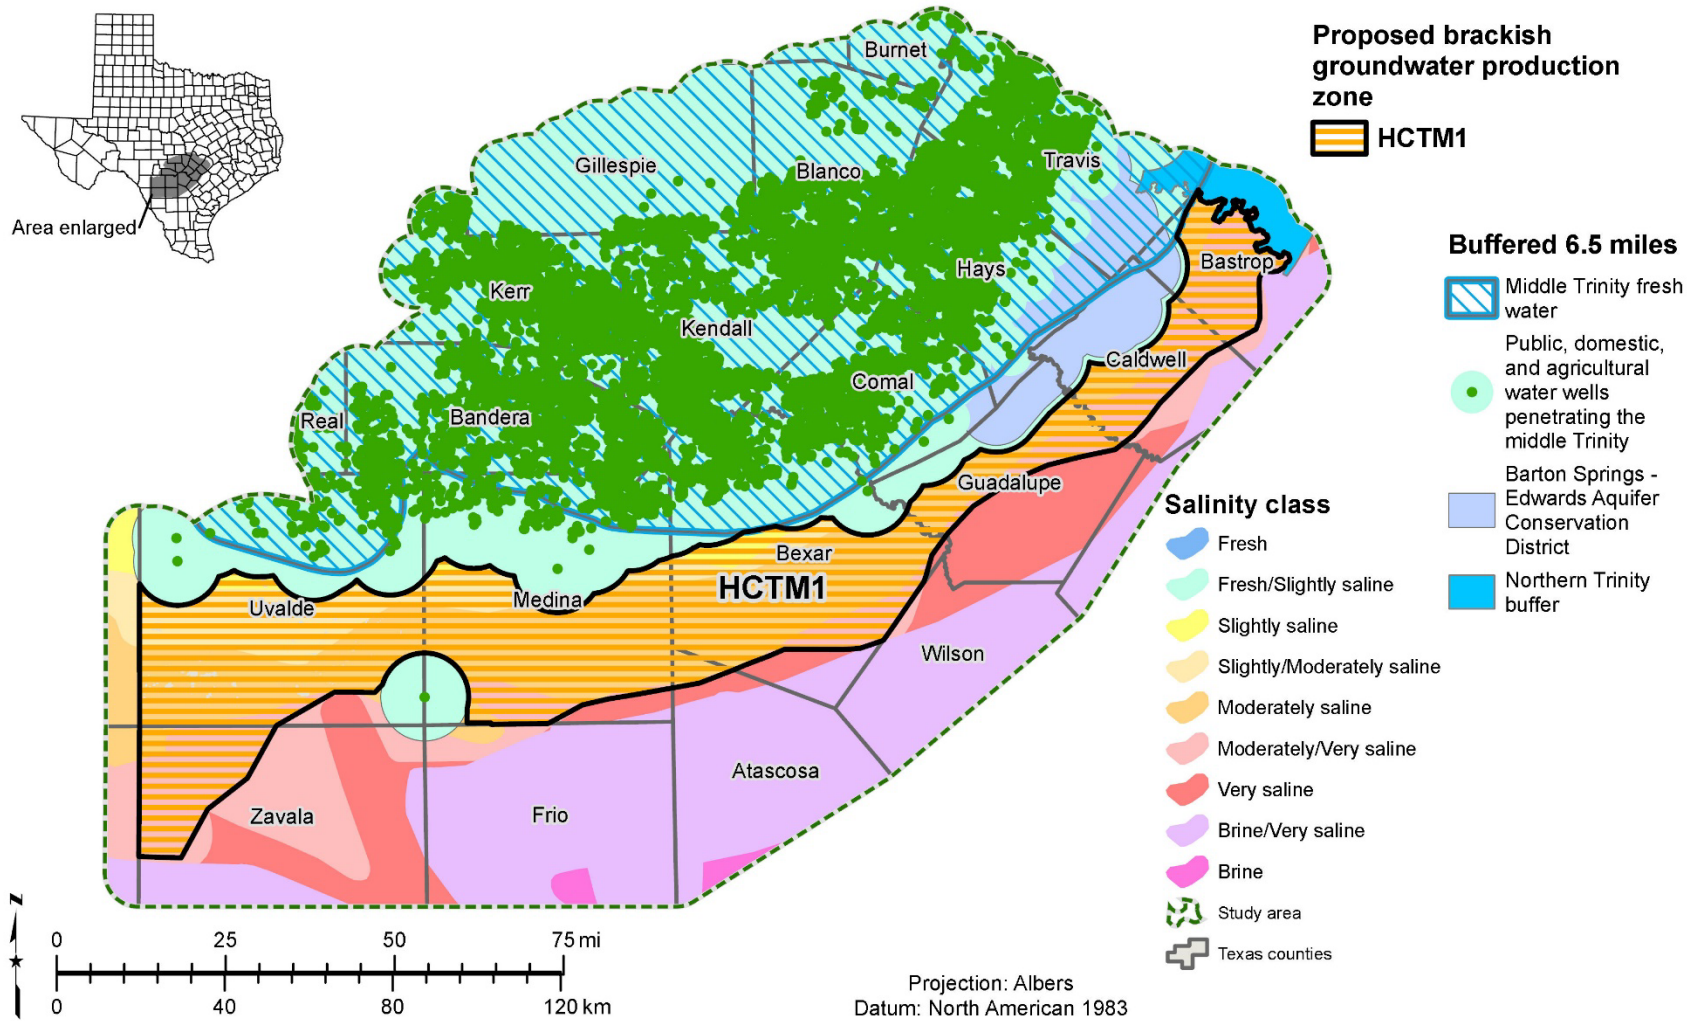 Area enlarged
Burnet
Gillespie
Blanco
Travis
Hays
Bastrop
Kerr
Kendall
Caldwell
Comal
Real
Bandera
Guadalupe
Bexar
HCTM1
Uvalde
Medina
Wilson
Atascosa
Zavala
Frio
Proposed brackish
groundwater production
zone
HCTM1
Buffered 6.5 miles
Middle Trinity fresh
water
Public, domestic,
and agricultural
water wells
penetrating the
middle Trinity
Barton Springs -
Edwards Aquifer
Conservation
District
Northern Trinity
buffer
Salinity class
Fresh
Fresh/Slightly saline
Slightly saline
Slightly/Moderately saline
Moderately saline
Moderately/Very saline
Very saline
Brine/Very saline
Brine
Study area
Texas counties
N
0 25 50 75 mi
0 40 80 120 km
Projection: Albers
Datum: North American 1983